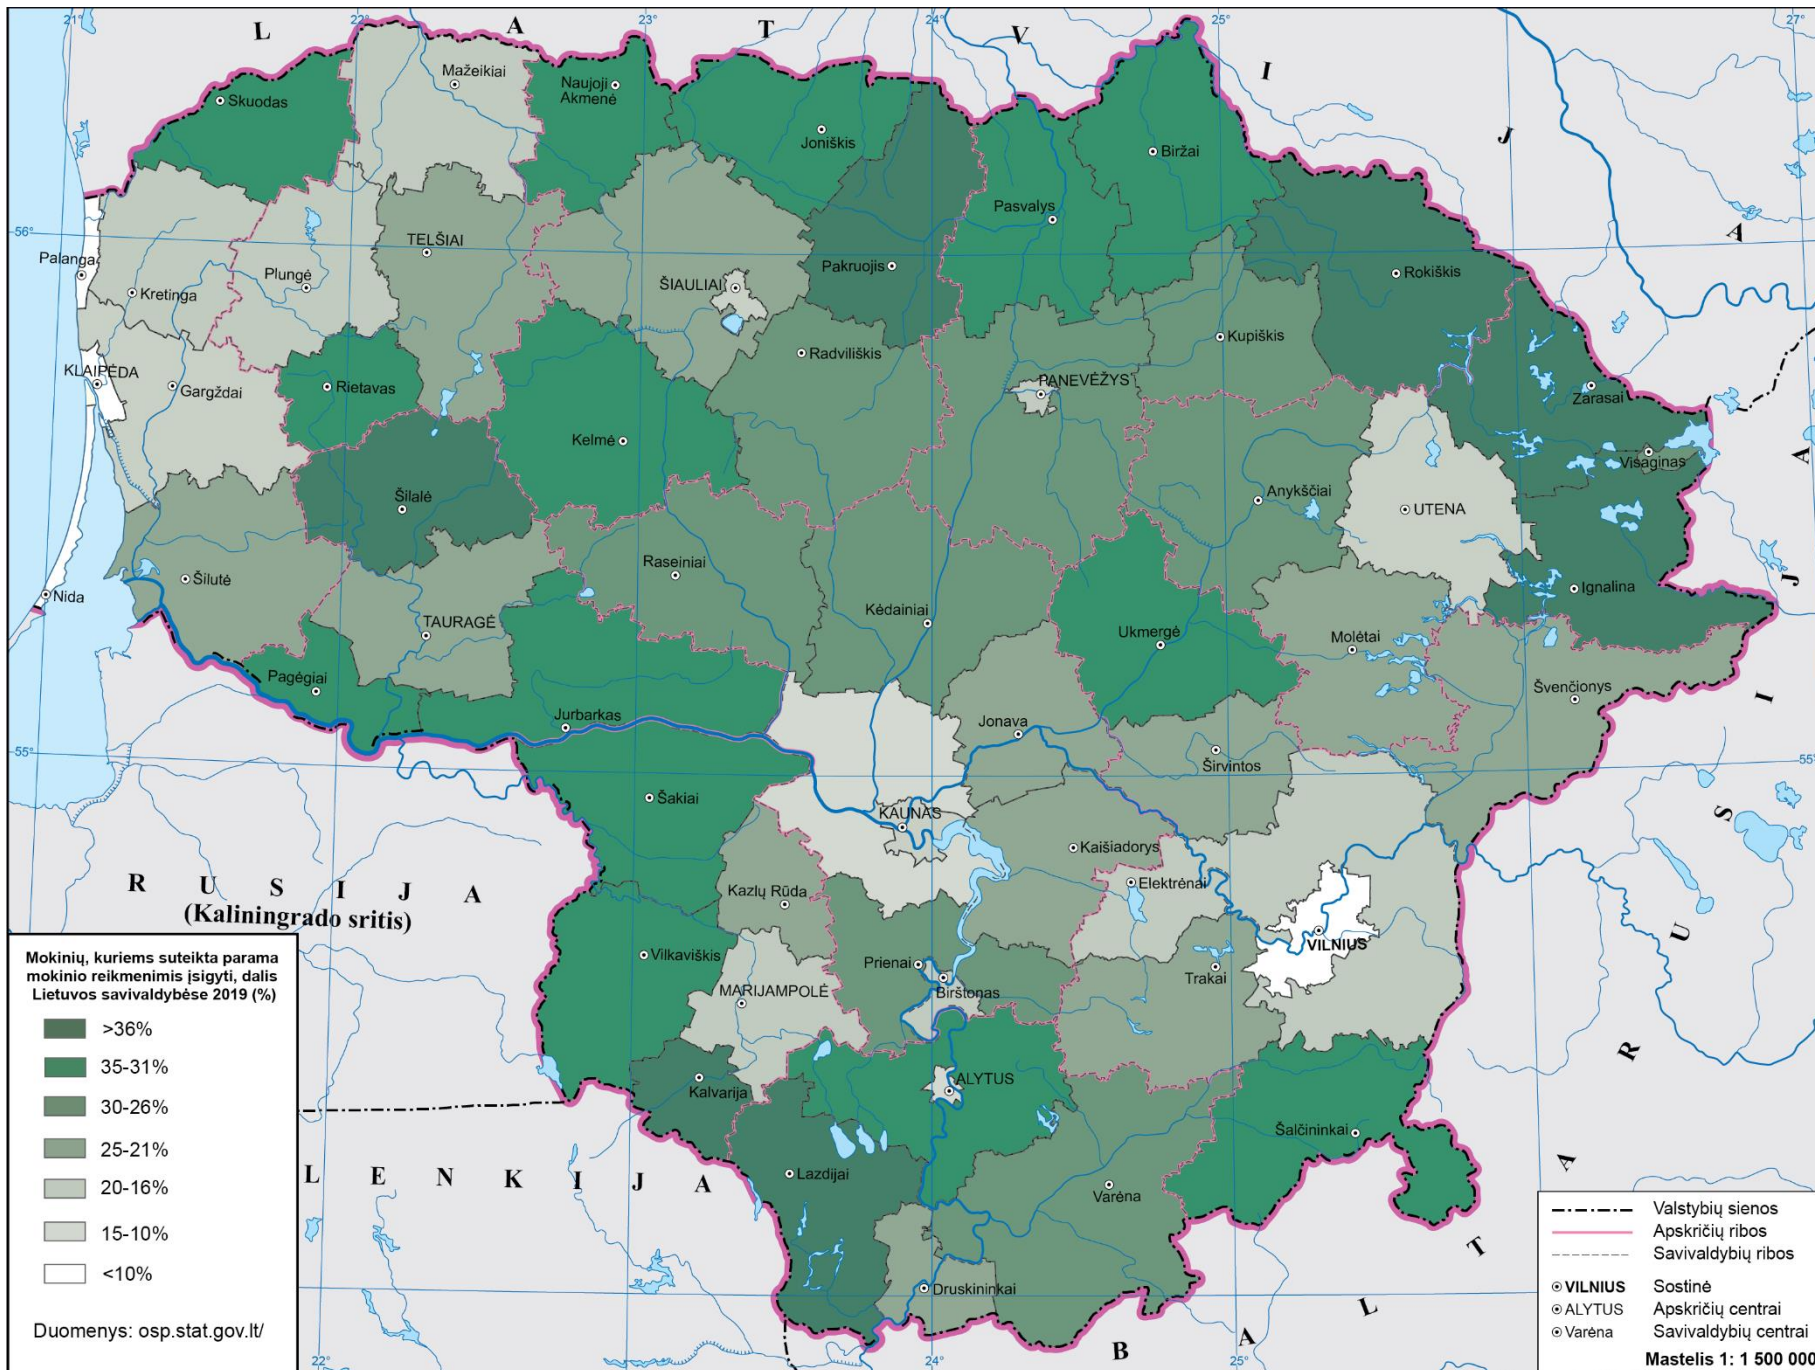 21°
22°
23°
24°
25°
27°
L A T V I J A
Mažeikiai
Naujoji
Akmenė
Skuodas
Joniškis
Biržai
Pasvalys
56°
TELŠIAI
Palanga
Plungė
Pakruojis
Rokiškis
Kretinga
ŠIAULIAI
Kupiškis
Radviliškis
KLAIPĖDA
Gargždai
Rietavas
PANEVĖŽYS
Zarasai
Kelmė
Visaginas
Šilalė
Anykščiai
UTENA
Šilutė
Raseiniai
Ignalina
Nida
TAURAGĖ
Kėdainiai
Ukmergė
Molėtai
Pagėgiai
Švenčionys
Jurbarkas
Jonava
55°
Širvintos
55°
Šakiai
KAUNAS
Kaišiadorys
R U S I J A
(Kaliningrado sritis)
Kazlų Rūda
Elektrėnai
VILNIUS
Vilkaviškis
Prienai
Trakai
MARIJAMPOLĖ
Birštonas
Kalvarija
ALYTUS
Šalčininkai
LENKIJA
Lazdijai
Varėna
Druskininkai
B A L T A R U S I J A
22°
24°
25°
Mokinių, kuriems suteikta parama
mokinio reikmenimis įsigyti, dalis
Lietuvos savivaldybėse 2019 (%)
>36%
35-31%
30-26%
25-21%
20-16%
15-10%
<10%
Duomenys: osp.stat.gov.lt/
Valstybių sienos
Apskričių ribos
Savivaldybių ribos
VILNIUS Sostinė
ALYTUS Apskričių centrai
Varėna Savivaldybių centrai
Mastelis 1: 1 500 000